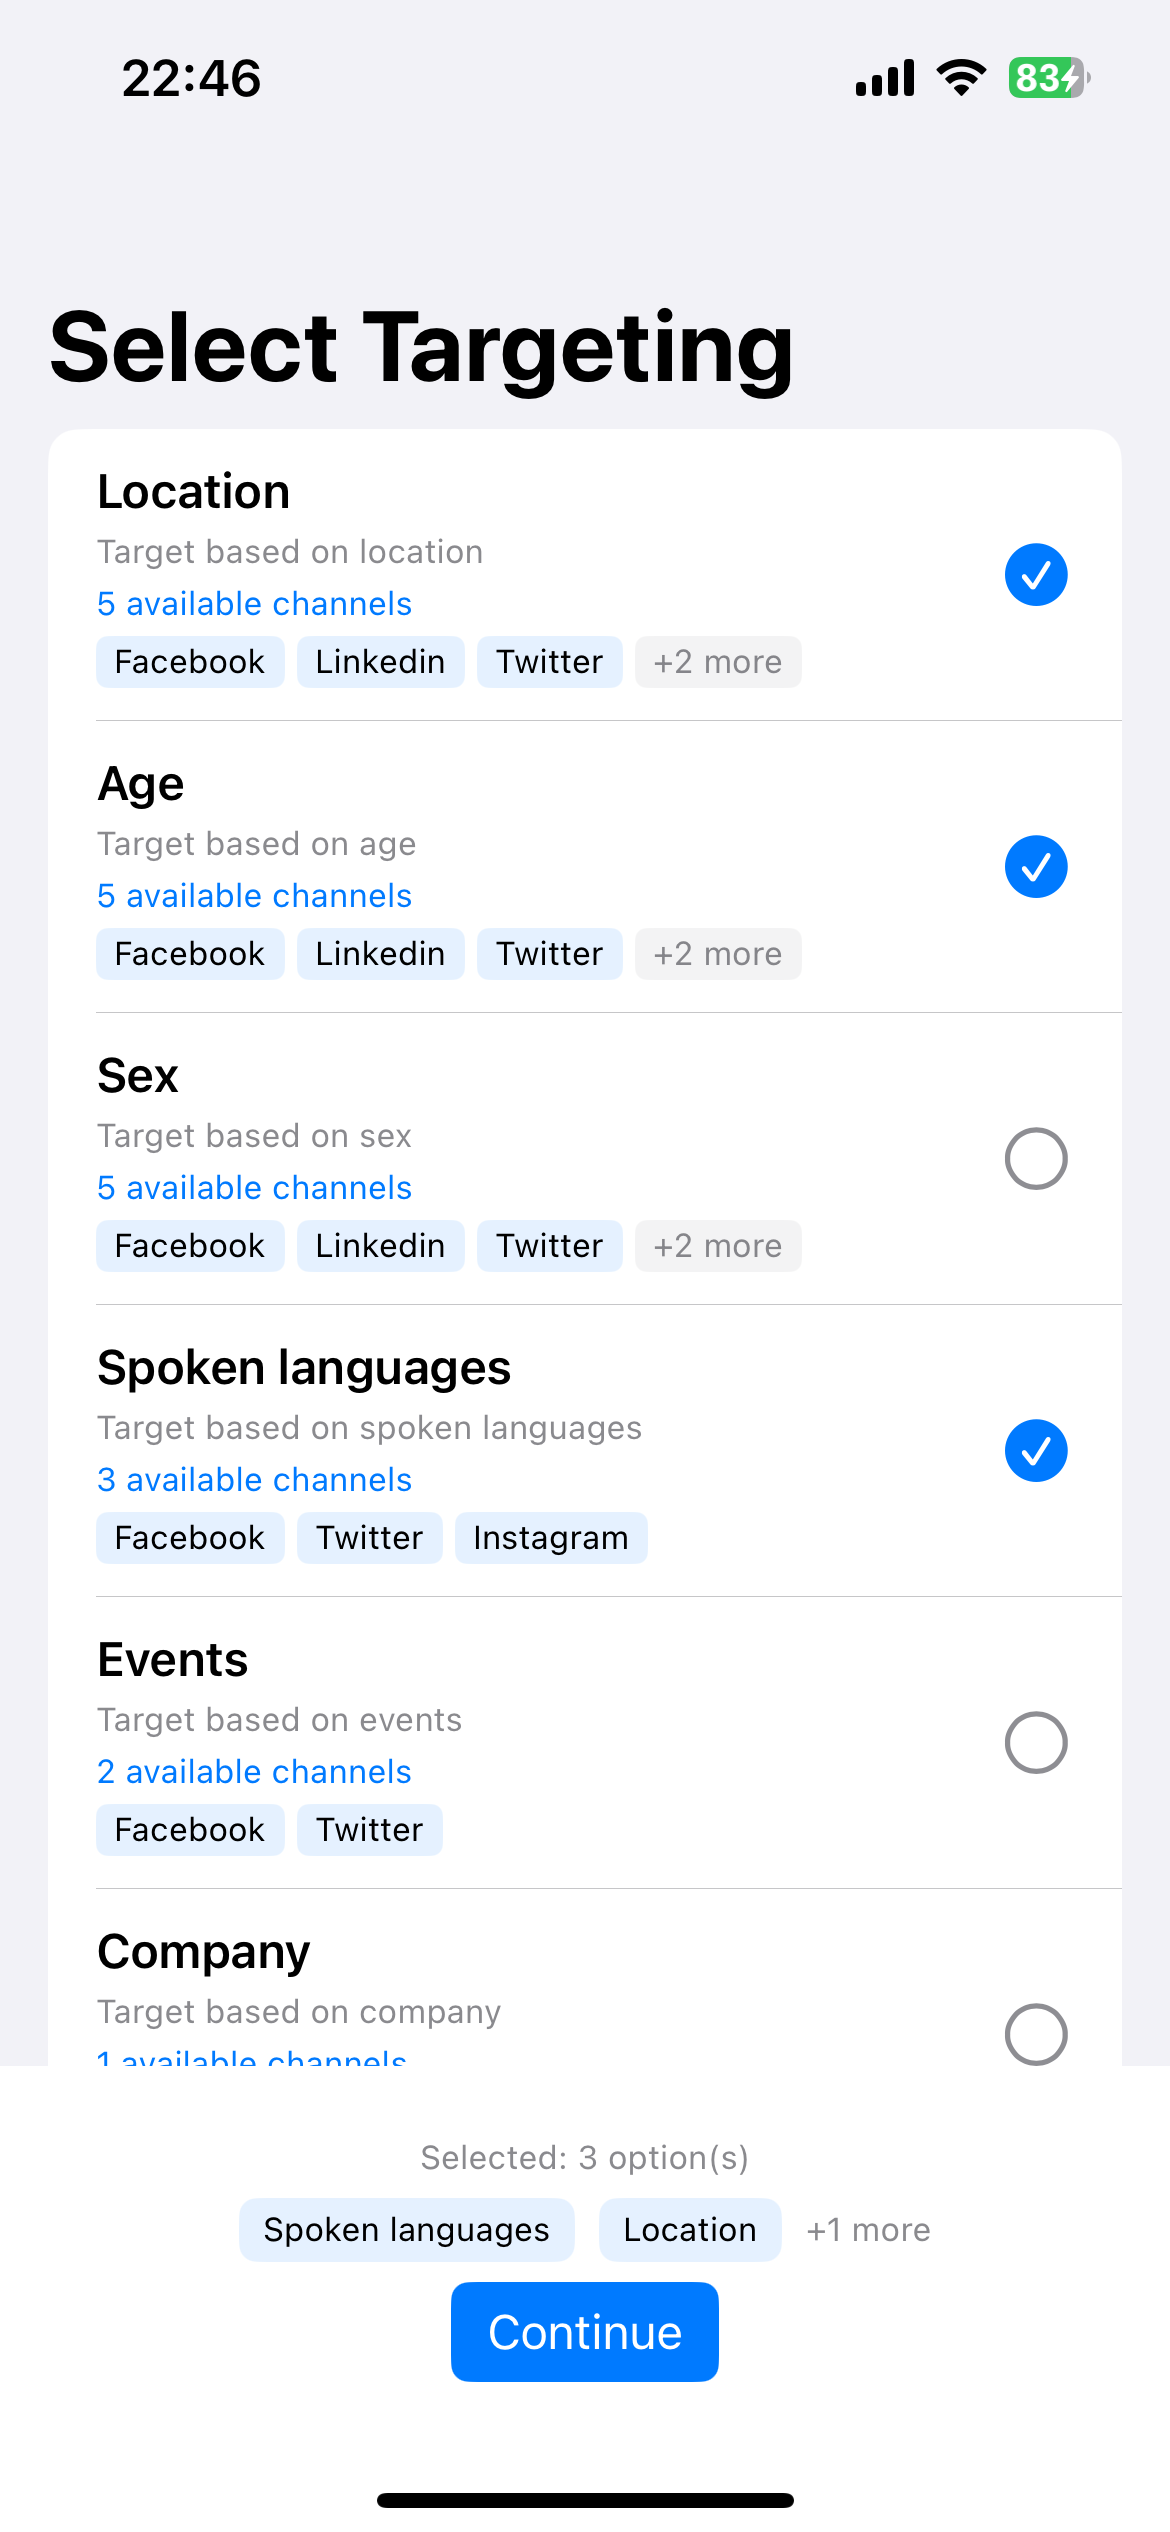 22:46
83
Select Targeting
Location
Target based on location
5 available channels
Facebook Linkedin Twitter +2 more
Age
Target based on age
5 available channels
Facebook Linkedin Twitter +2 more
Sex
Target based on sex
5 available channels
Facebook Linkedin Twitter +2 more
Spoken languages
Target based on spoken languages
3 available channels
Facebook Twitter Instagram
Events
Target based on events
2 available channels
Facebook Twitter
Company
Target based on company
1 available channels
Selected: 3 option(s)
Spoken languages Location +1 more
Continue